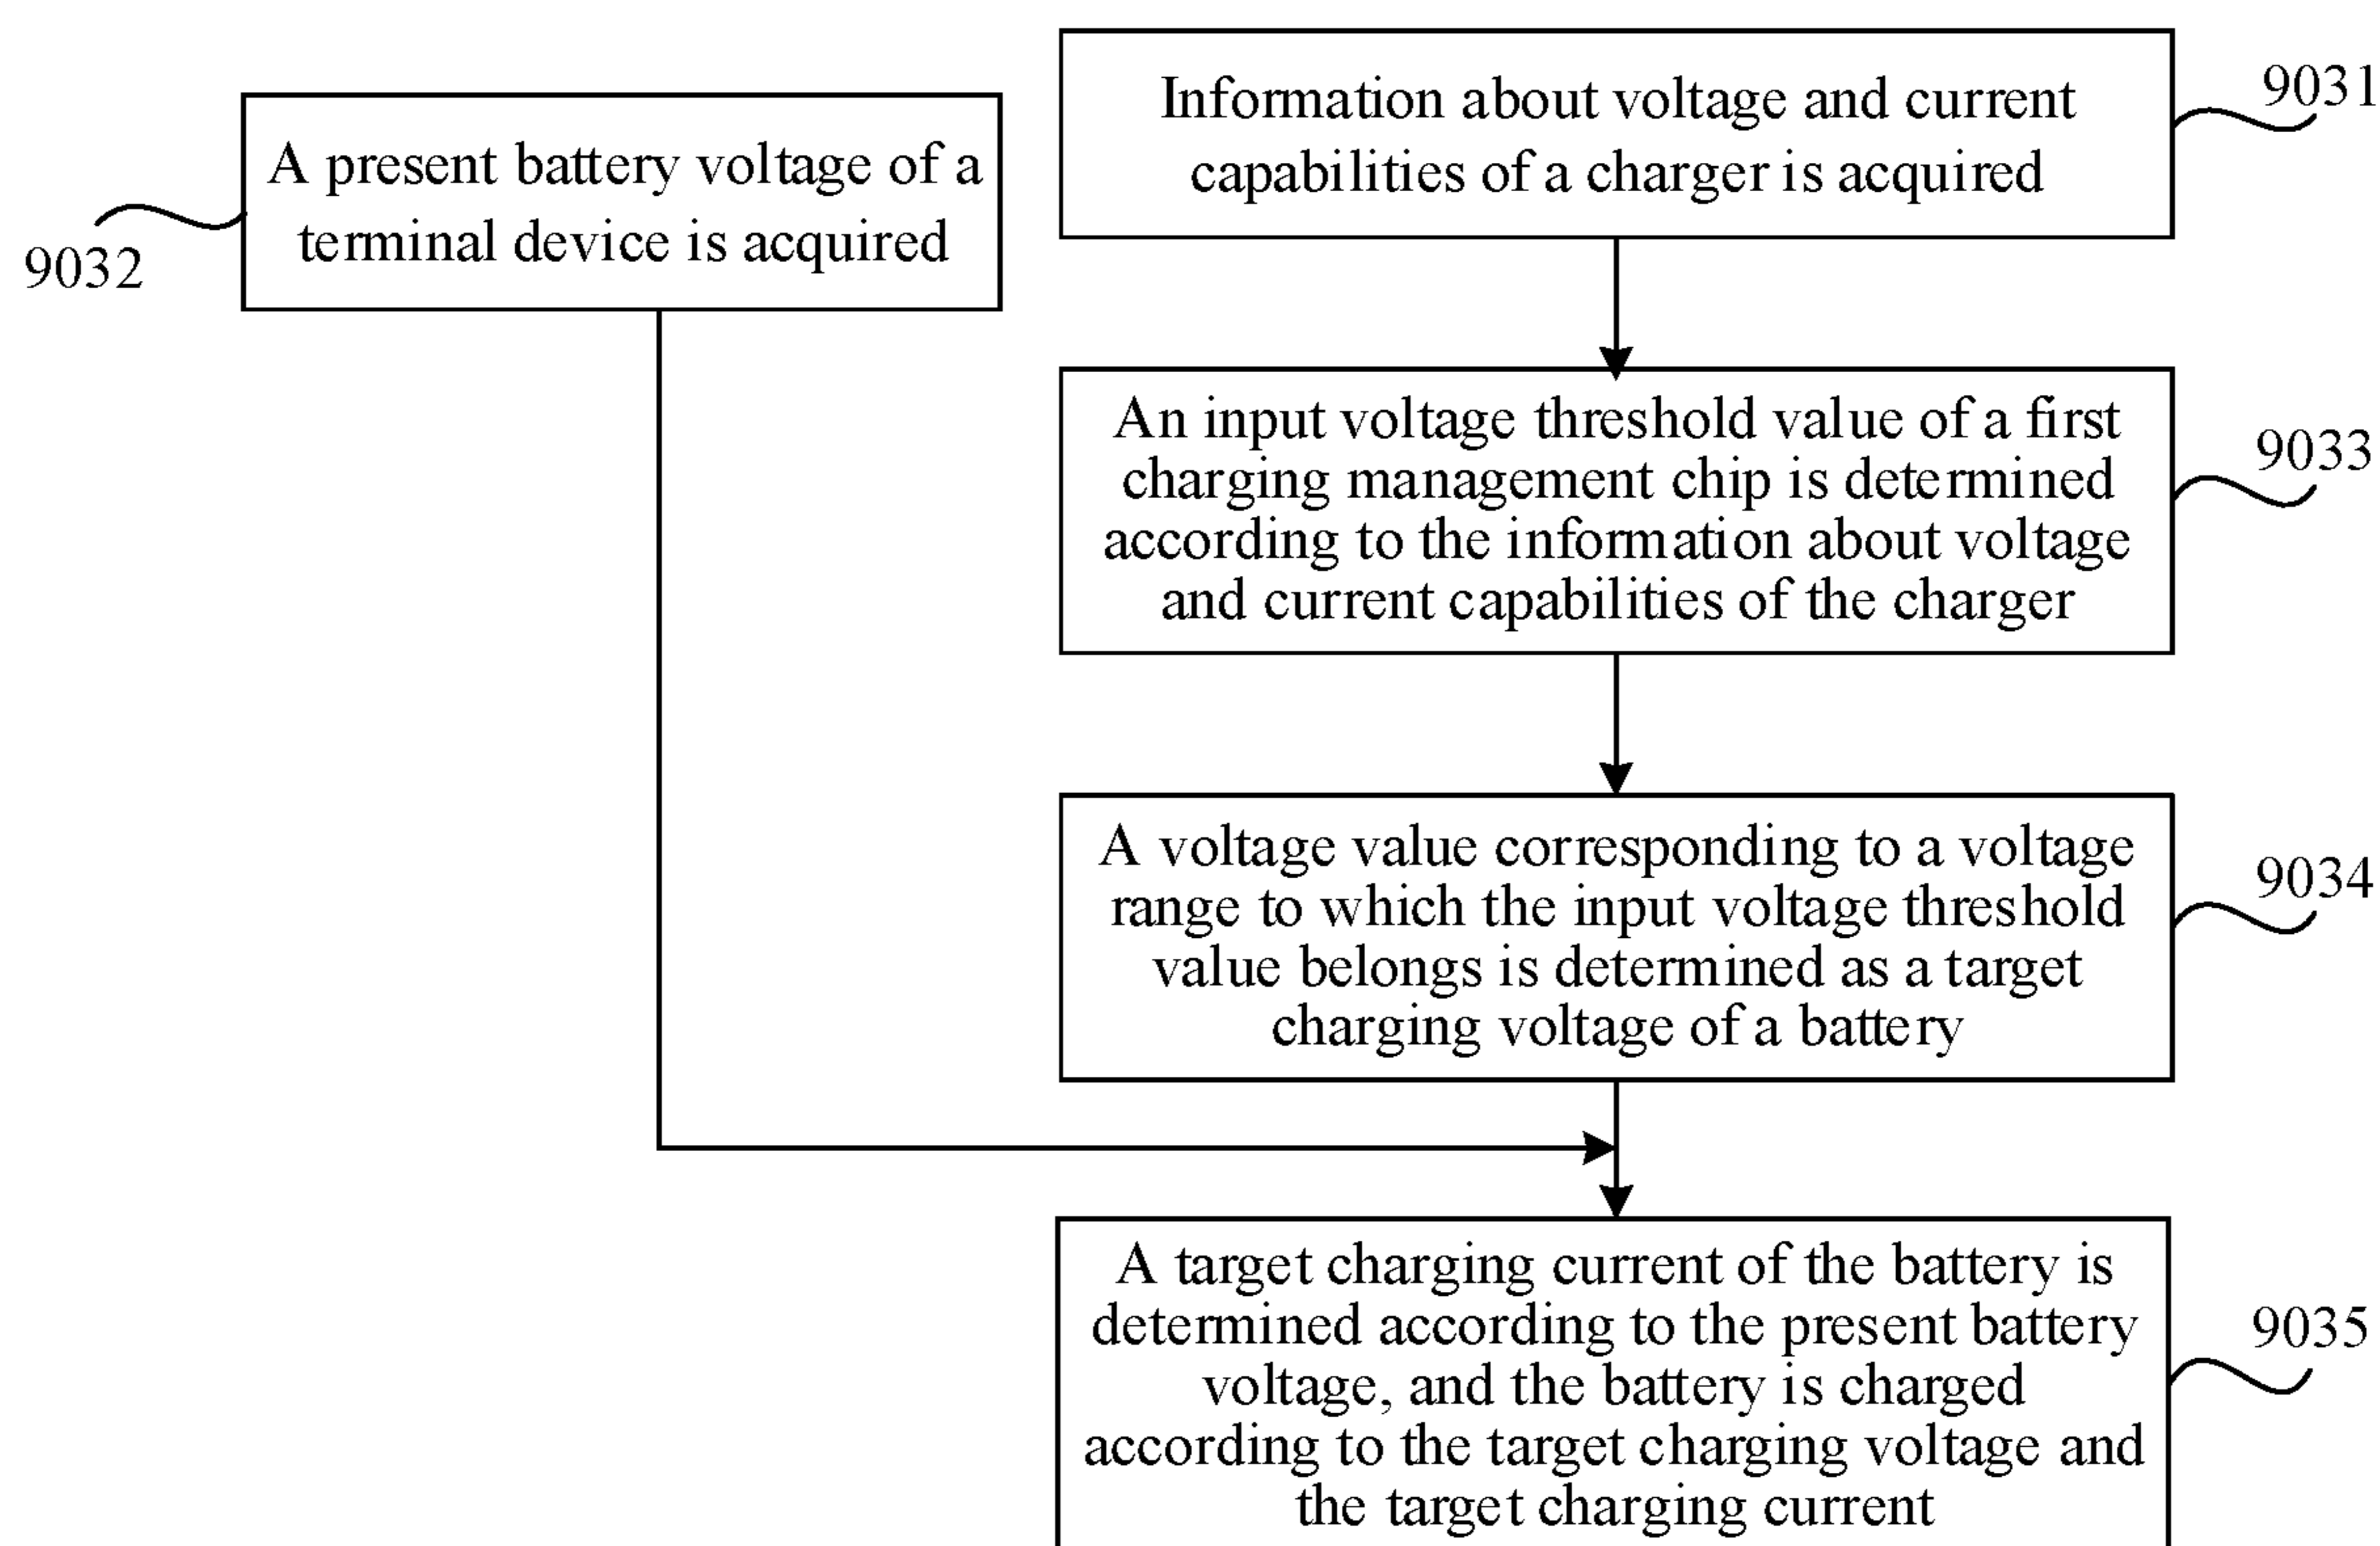 Information about voltage and current
capabilities of a charger is acquired
9031
A present battery voltage of a
terminal device is acquired
9032
An input voltage threshold value of a first
charging management chip is determined
according to the information about voltage
and current capabilities of the charger
9033
A voltage value corresponding to a voltage
range to which the input voltage threshold
value belongs is determined as a target
charging voltage of a battery
9034
A target charging current of the battery is
determined according to the present battery
voltage, and the battery is charged
according to the target charging voltage and
the target charging current
9035